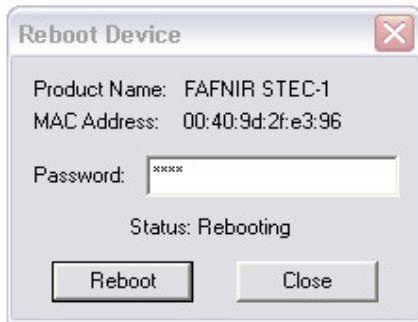 Reboot Device
Product Name: FAFNIR STEC-1
MAC Address: 00:40:9d:2f:e3:96
Password: ****
Status: Rebooting
Reboot Close